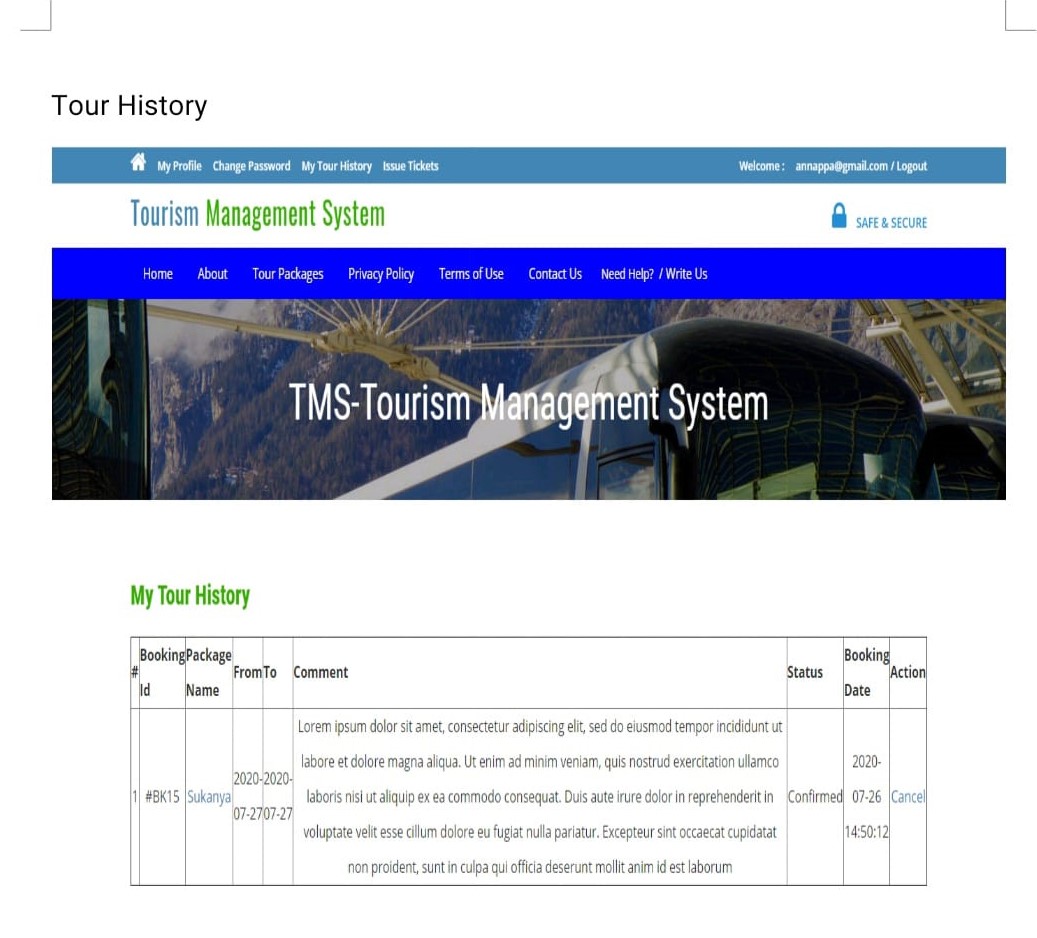 Tour History
My Profile Change Password My Tour History Issue Tickets Welcome : annappa@gmail.com / Logout
Tourism Management System SAFE & SECURE
Home About Tour Packages Privacy Policy Terms of Use Contact Us Need Help? / Write Us
TMS-Tourism Management System
My Tour History
# Booking Id Package Name From To Comment Status Booking Date Action
1 #BK15 Sukanya 2020-07-27 2020-07-27
Lorem ipsum dolor sit amet, consectetur adipiscing elit, sed do eiusmod tempor incididunt ut
labore et dolore magna aliqua. Ut enim ad minim veniam, quis nostrud exercitation ullamco
laboris nisi ut aliquip ex ea commodo consequat. Duis aute irure dolor in reprehenderit in
voluptate velit esse cillum dolore eu fugiat nulla pariatur. Excepteur sint occaecat cupidatat
non proident, sunt in culpa qui officia deserunt mollit anim id est laborum
Confirmed 2020-07-26 14:50:12 Cancel